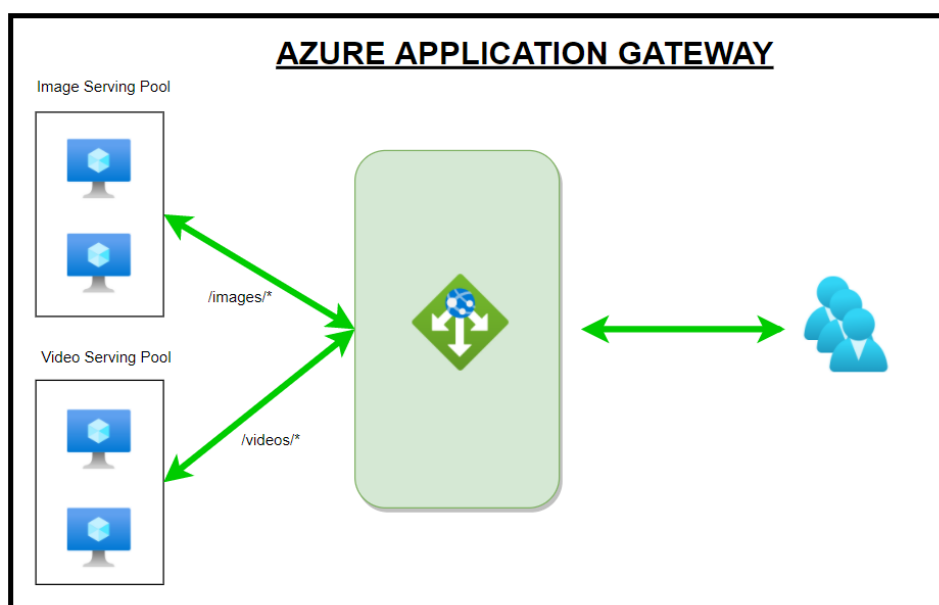 AZURE APPLICATION GATEWAY
Image Serving Pool
/images/*
Video Serving Pool
/videos/*